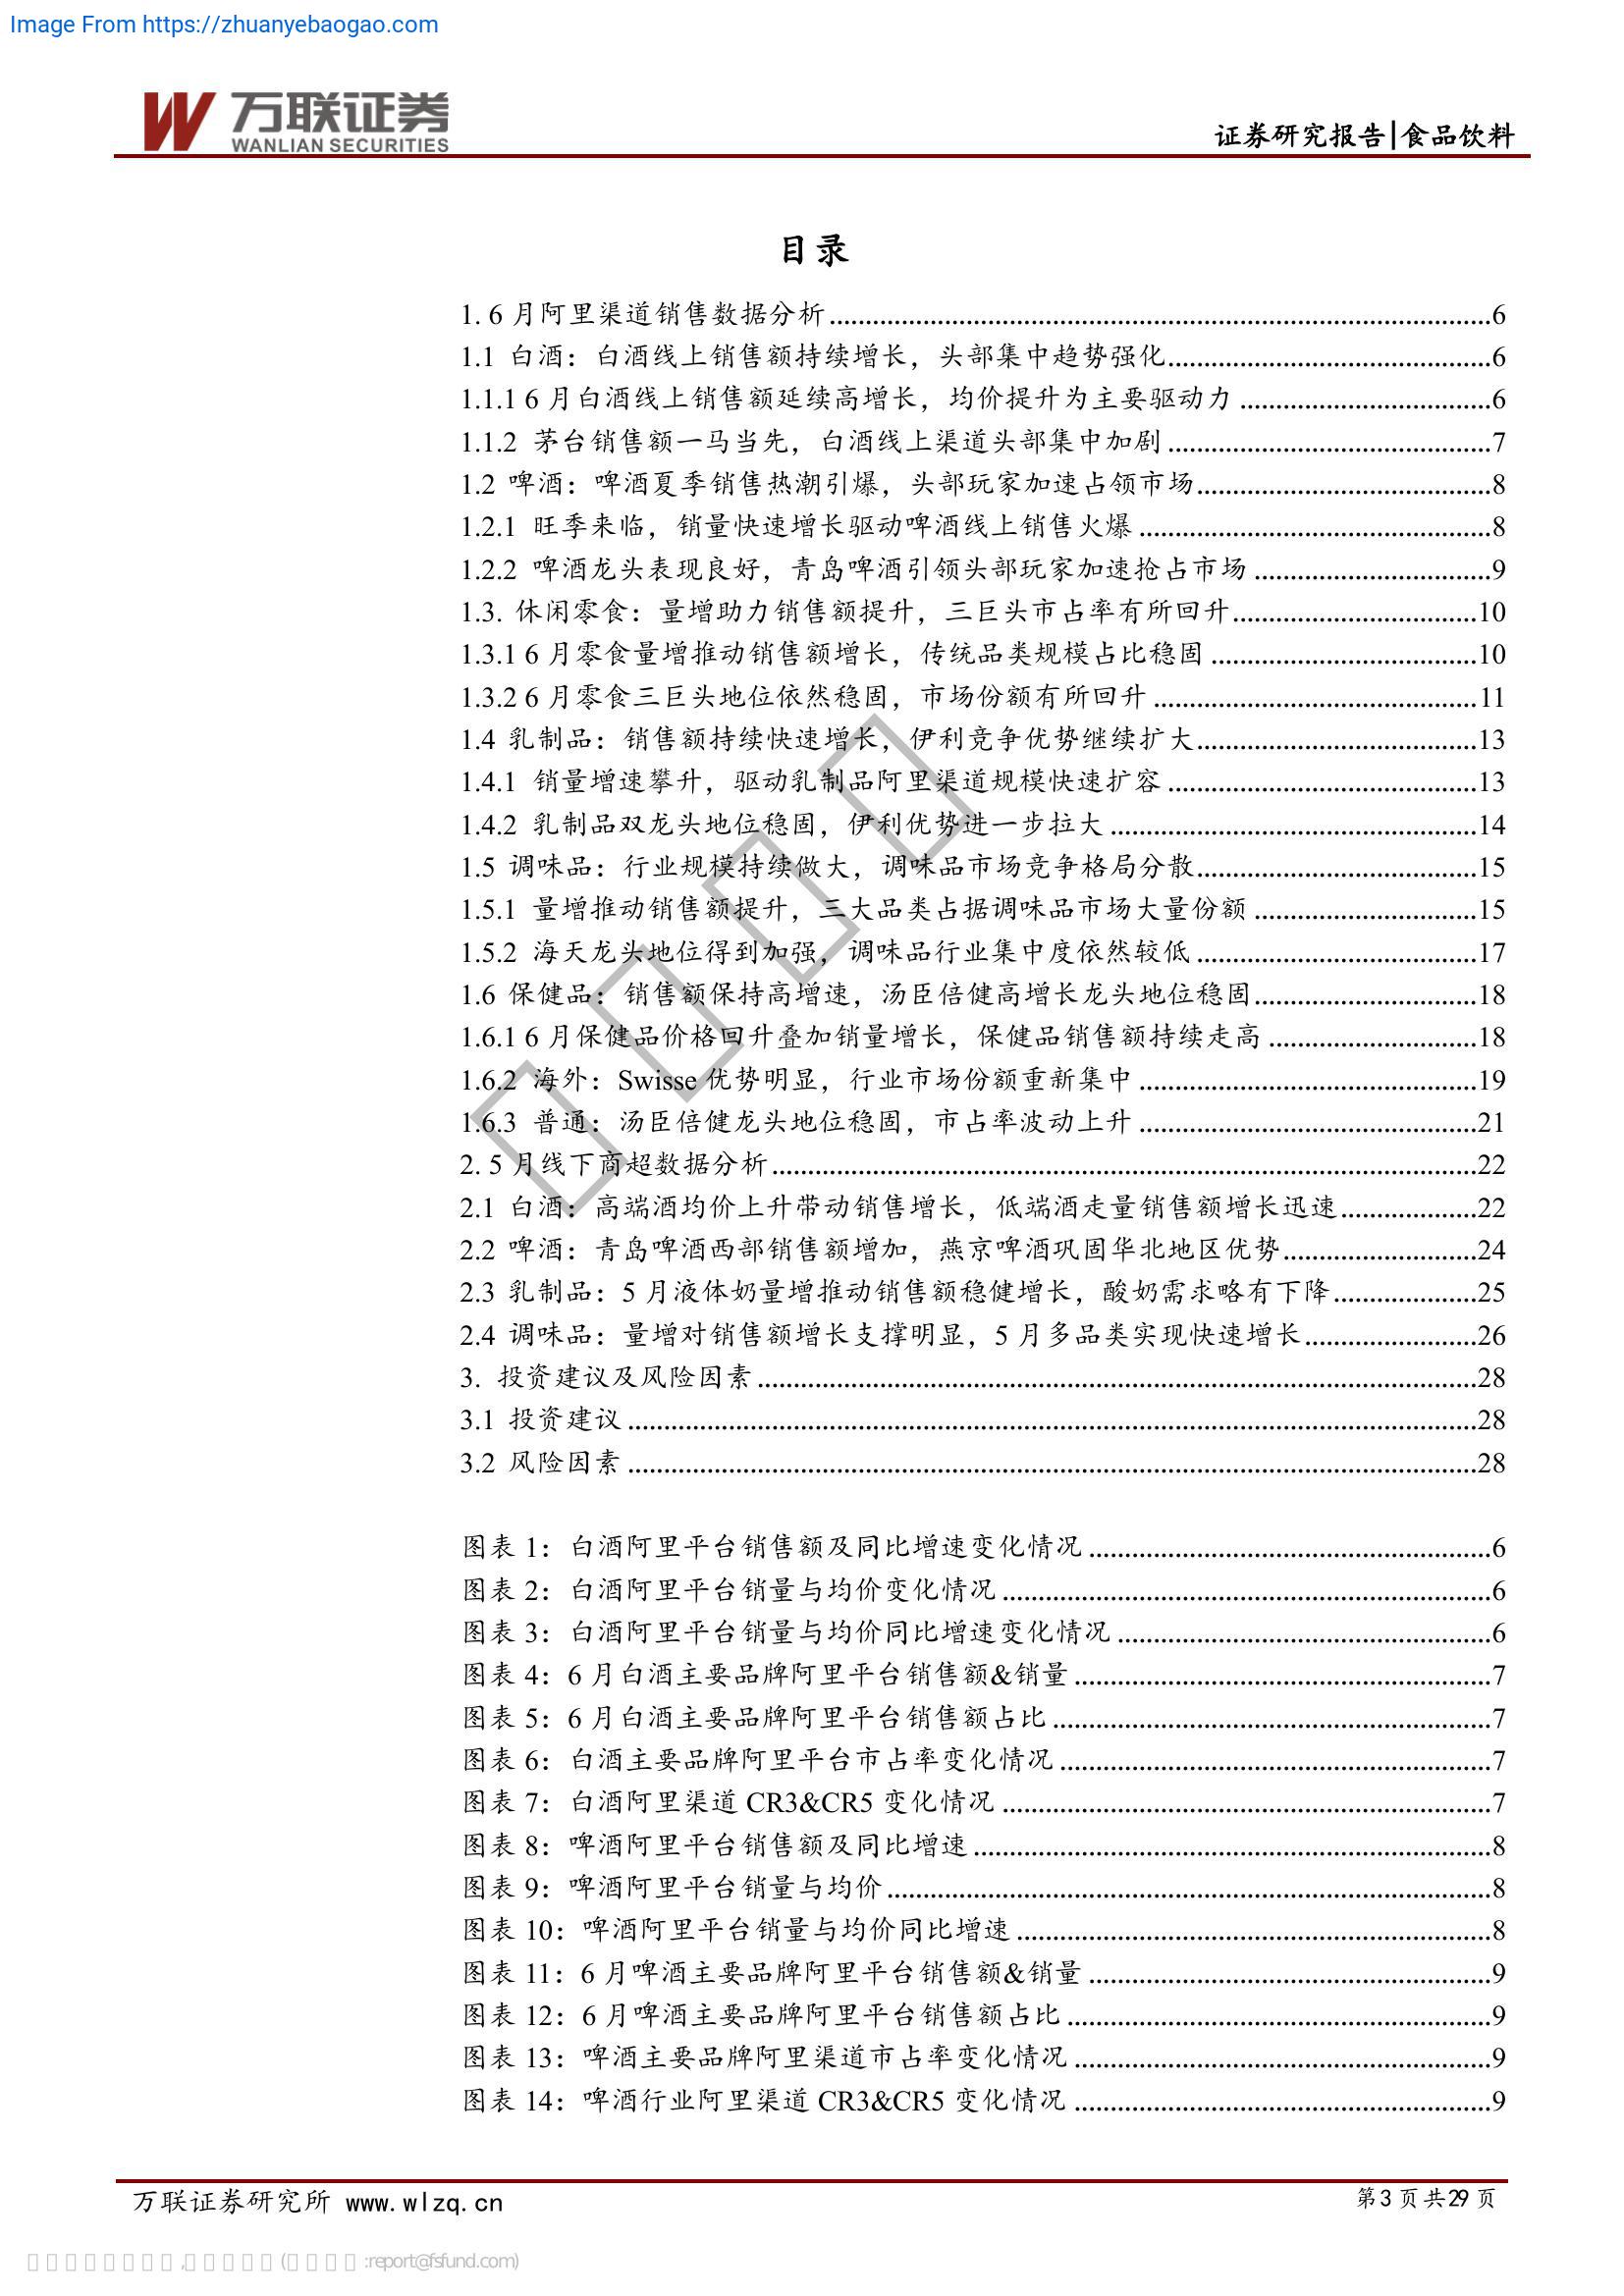 Image From https://zhuanyebaogao.com
万联证券
WANLIAN SECURITIES
证券研究报告|食品饮料
目录
1. 6 月阿里渠道销售数据分析......6
1.1 白酒：白酒线上销售额持续增长，头部集中趋势强化......6
1.1.1 6 月白酒线上销售额延续高增长，均价提升为主要驱动力......6
1.1.2 茅台销售额一马当先，白酒线上渠道头部集中加剧......7
1.2 啤酒：啤酒夏季销售热潮引爆，头部玩家加速占领市场......8
1.2.1 旺季来临，销量快速增长驱动啤酒线上销售火爆......8
1.2.2 啤酒龙头表现良好，青岛啤酒引领头部玩家加速抢占市场......9
1.3. 休闲零食：量增助力销售额提升，三巨头市占率有所回升......10
1.3.1 6 月零食量增推动销售额增长，传统品类规模占比稳固......10
1.3.2 6 月零食三巨头地位依然稳固，市场份额有所回升......11
1.4 乳制品：销售额持续快速增长，伊利竞争优势继续扩大......13
1.4.1 销量增速攀升，驱动乳制品阿里渠道规模快速扩容......13
1.4.2 乳制品双龙头地位稳固，伊利优势进一步拉大......14
1.5 调味品：行业规模持续做大，调味品市场竞争格局分散......15
1.5.1 量增推动销售额提升，三大品类占据调味品市场大量份额......15
1.5.2 海天龙头地位得到加强，调味品行业集中度依然较低......17
1.6 保健品：销售额保持高增速，汤臣倍健高增长龙头地位稳固......18
1.6.1 6 月保健品价格回升叠加销量增长，保健品销售额持续走高......18
1.6.2 海外：Swisse 优势明显，行业市场份额重新集中......19
1.6.3 普通：汤臣倍健龙头地位稳固，市占率波动上升......21
2. 5 月线下商超数据分析......22
2.1 白酒：高端酒均价上升带动销售增长，低端酒走量销售额增长迅速......22
2.2 啤酒：青岛啤酒西部销售额增加，燕京啤酒巩固华北地区优势......24
2.3 乳制品：5 月液体奶量增推动销售额稳健增长，酸奶需求略有下降......25
2.4 调味品：量增对销售额增长支撑明显，5 月多品类实现快速增长......26
3. 投资建议及风险因素......28
3.1 投资建议......28
3.2 风险因素......28
图表 1：白酒阿里平台销售额及同比增速变化情况......6
图表 2：白酒阿里平台销量与均价变化情况......6
图表 3：白酒阿里平台销量与均价同比增速变化情况......6
图表 4：6 月白酒主要品牌阿里平台销售额&销量......7
图表 5：6 月白酒主要品牌阿里平台销售额占比......7
图表 6：白酒主要品牌阿里平台市占率变化情况......7
图表 7：白酒阿里渠道 CR3&CR5 变化情况......7
图表 8：啤酒阿里平台销售额及同比增速......8
图表 9：啤酒阿里平台销量与均价......8
图表 10：啤酒阿里平台销量与均价同比增速......8
图表 11：6 月啤酒主要品牌阿里平台销售额&销量......9
图表 12：6 月啤酒主要品牌阿里平台销售额占比......9
图表 13：啤酒主要品牌阿里渠道市占率变化情况......9
图表 14：啤酒行业阿里渠道 CR3&CR5 变化情况......9
万联证券研究所 www.wlzq.cn
第 3 页 共 29 页
:report@fsfund.com)